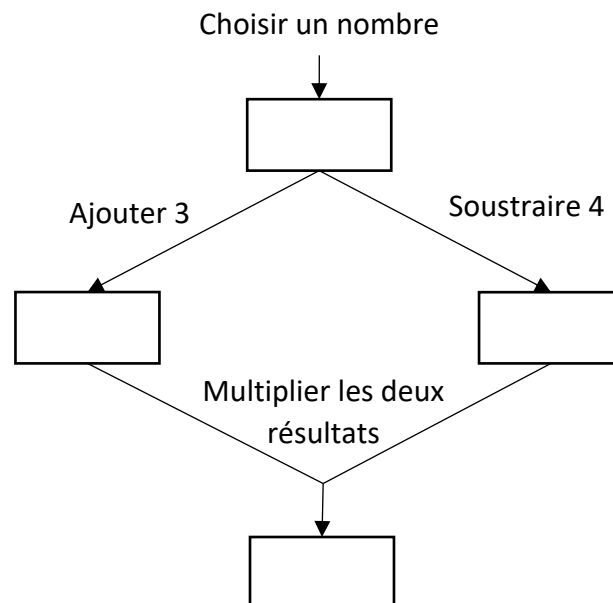 Choisir un nombre
Ajouter 3
Soustraire 4
Multiplier les deux
résultats